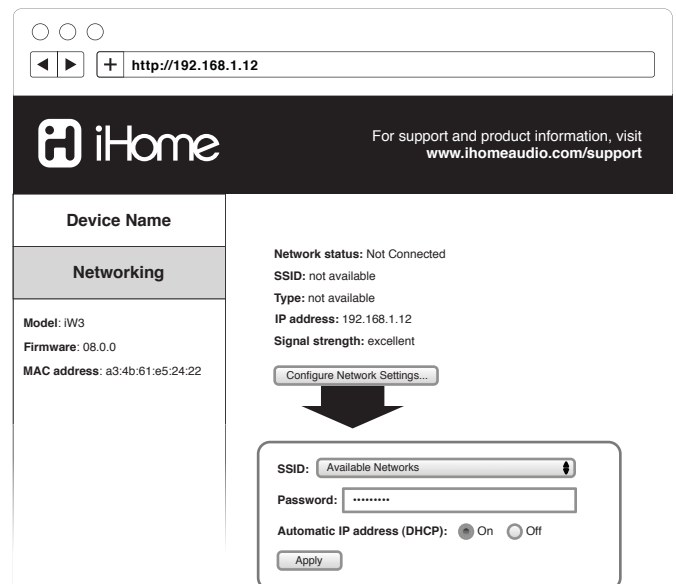 + http://192.168.1.12
iHome
For support and product information, visit
www.ihomeaudio.com/support
Device Name
Networking
Model: iW3
Firmware: 08.0.0
MAC address: a3:4b:61:e5:24:22
Network status: Not Connected
SSID: not available
Type: not available
IP address: 192.168.1.12
Signal strength: excellent
Configure Network Settings...
SSID: Available Networks
Password: •••••••••
Automatic IP address (DHCP): On Off
Apply